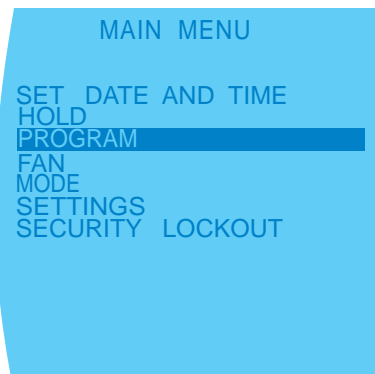 MAIN MENU
SET DATE AND TIME
HOLD
PROGRAM
FAN
MODE
SETTINGS
SECURITY LOCKOUT